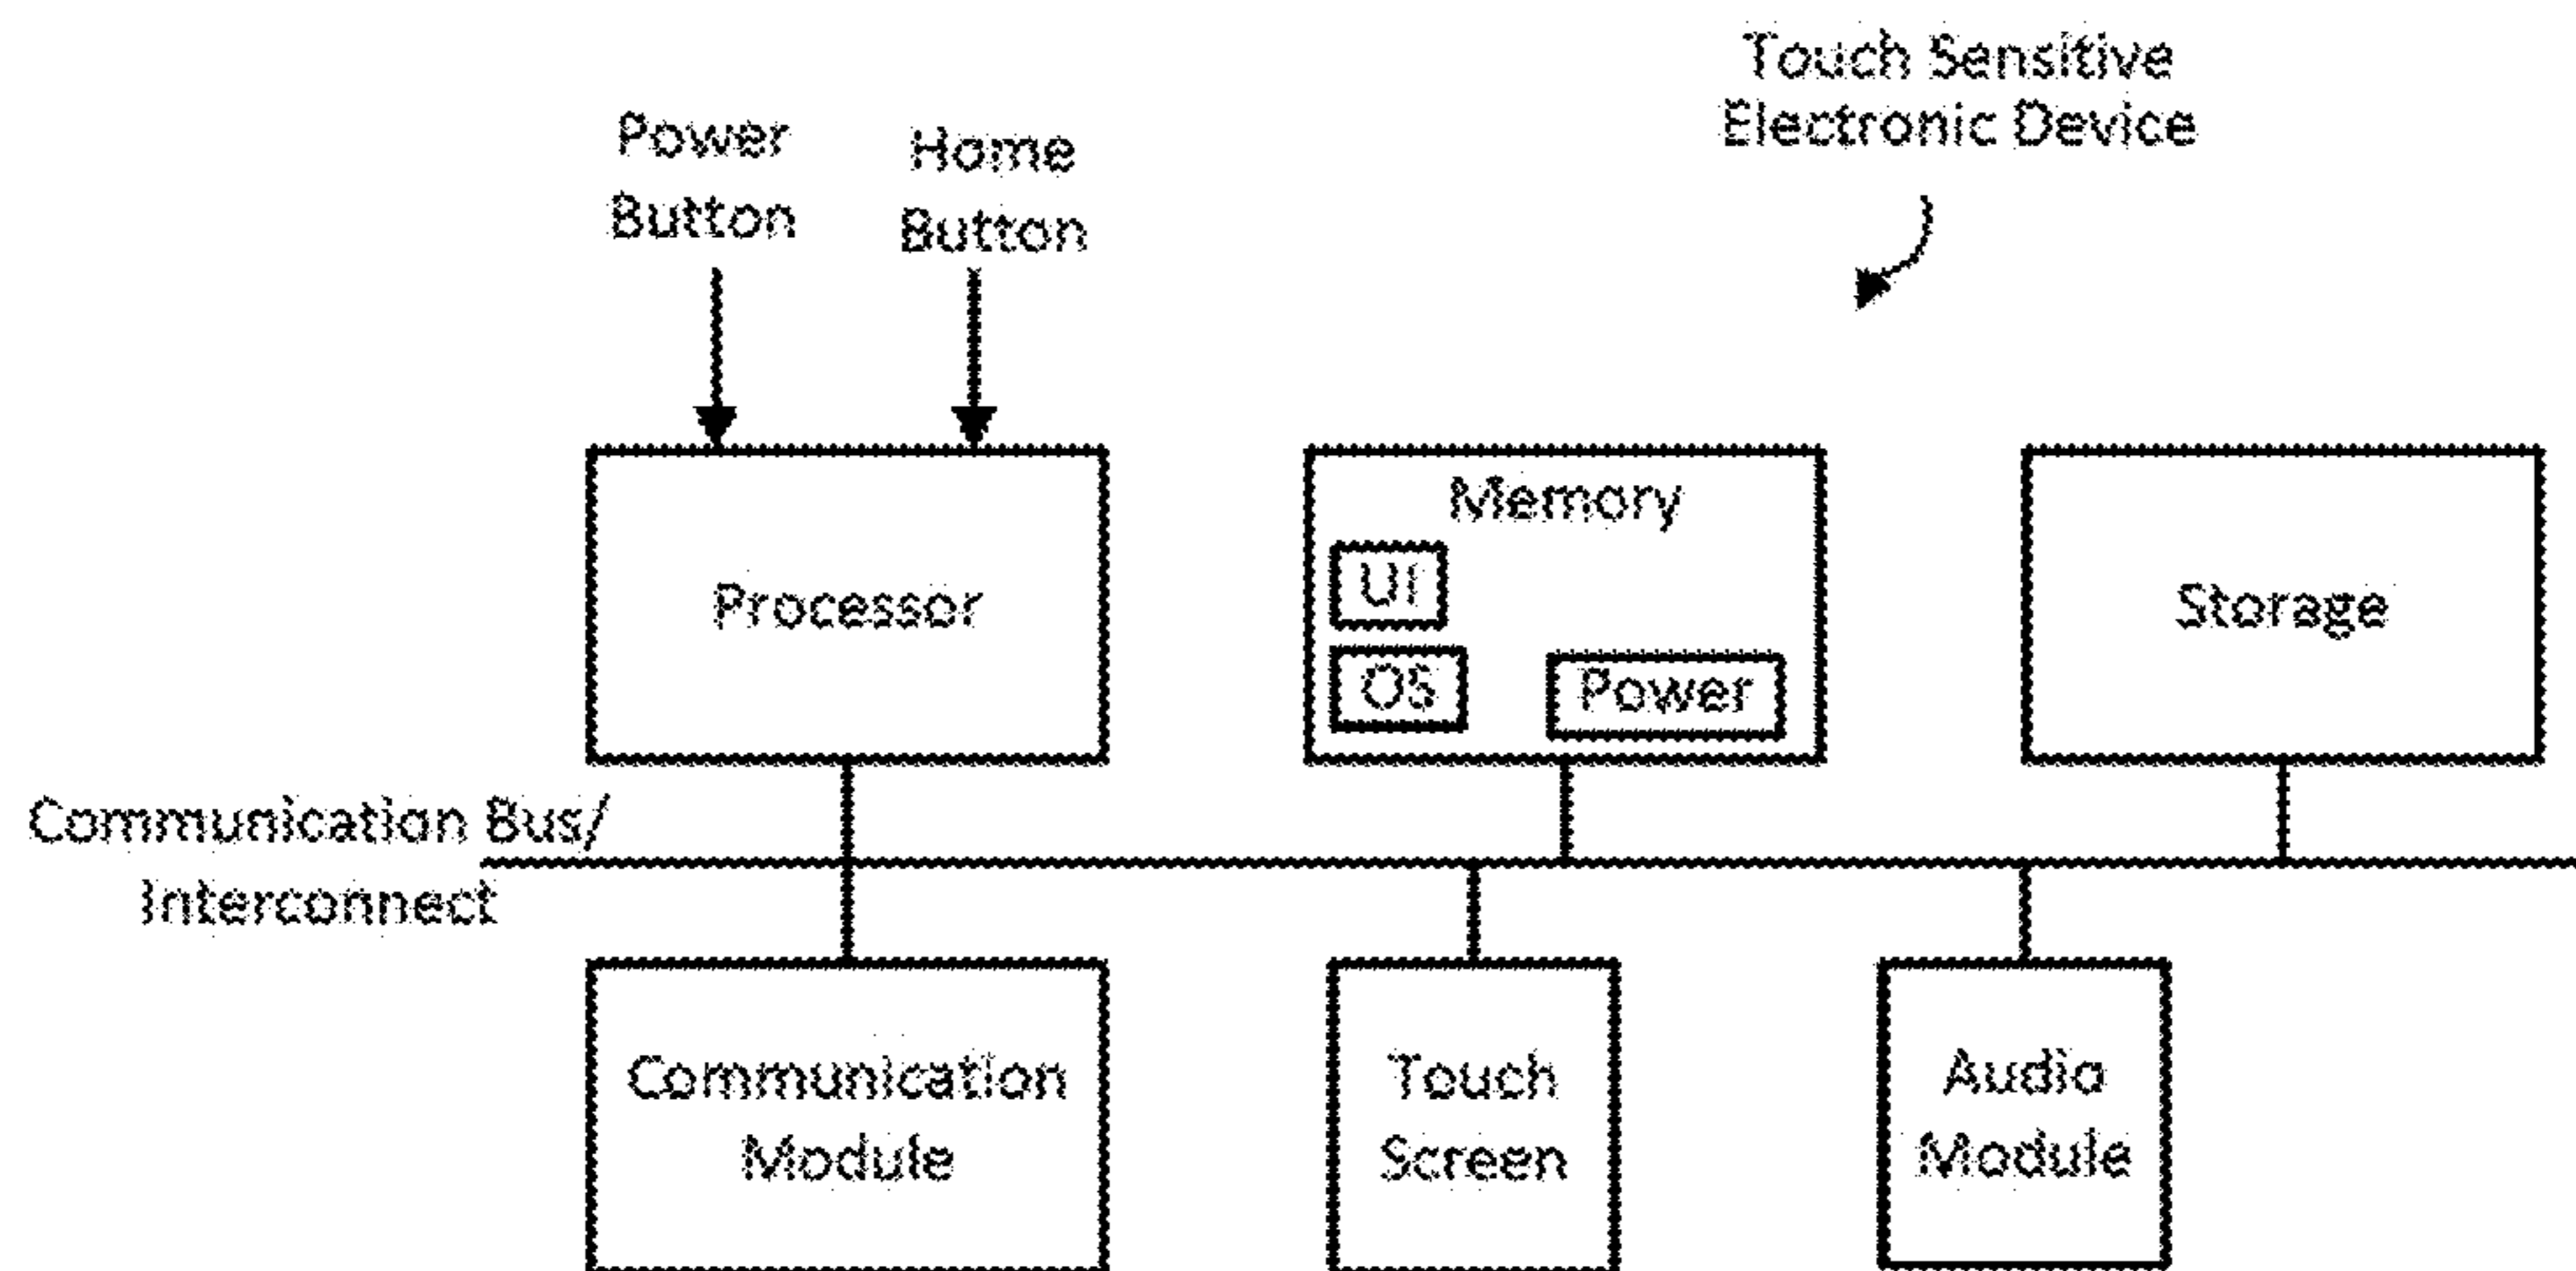 Touch Sensitive
Electronic Device
Power
Button
Home
Button
Processor
Memory
UI
OS
Power
Storage
Communication Bus/
Interconnect
Communication
Module
Touch
Screen
Audio
Module